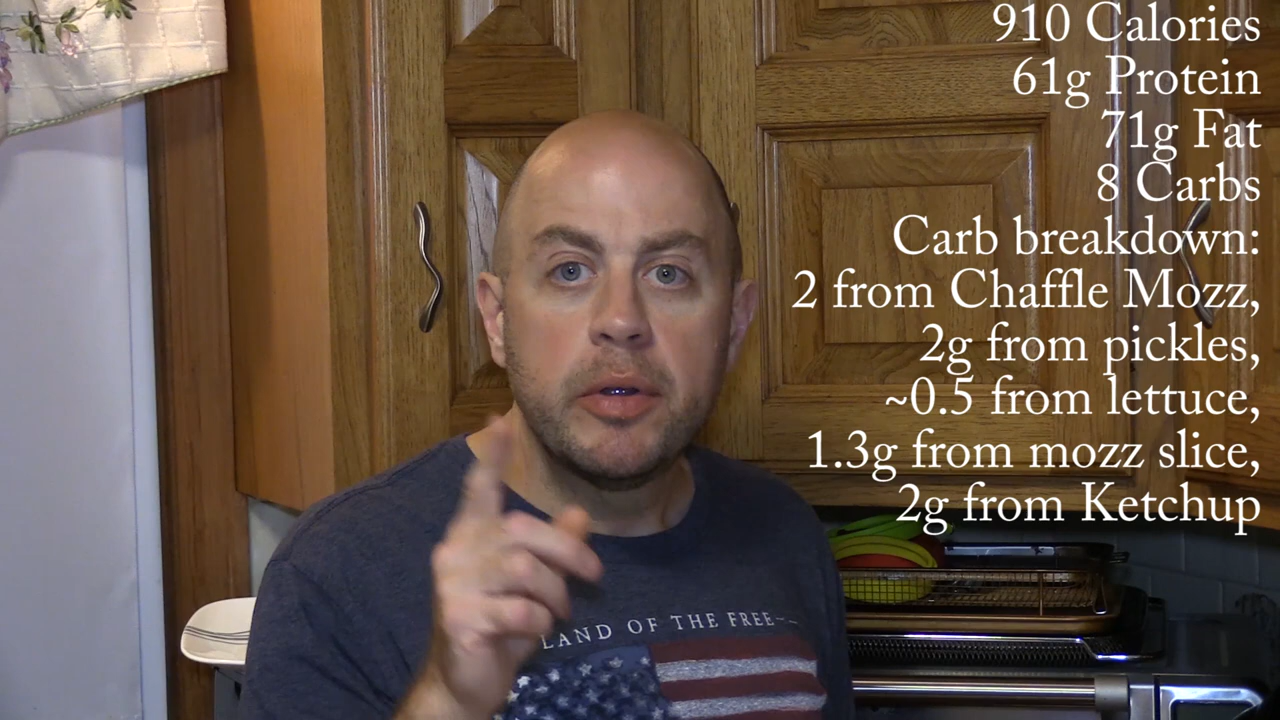 910 Calories
61g Protein
71g Fat
8 Carbs
Carb breakdown:
2 from Chaffle Mozz,
2g from pickles,
~0.5 from lettuce,
1.3g from mozz slice,
2g from Ketchup
LAND OF THE FREE--